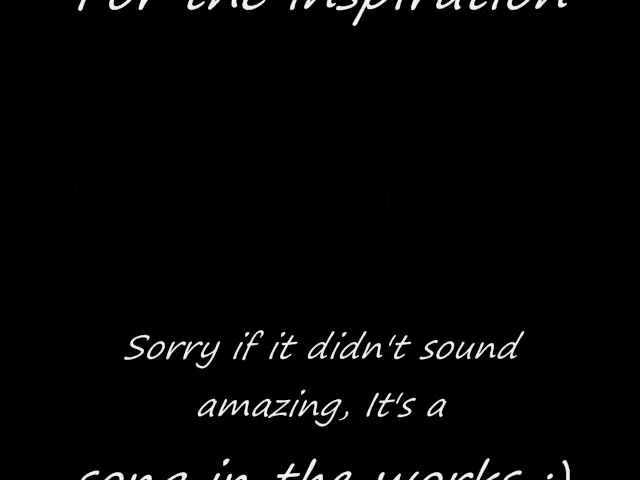 For the inspiration
Sorry if it didn't sound
amazing, It's a
song in the works :)